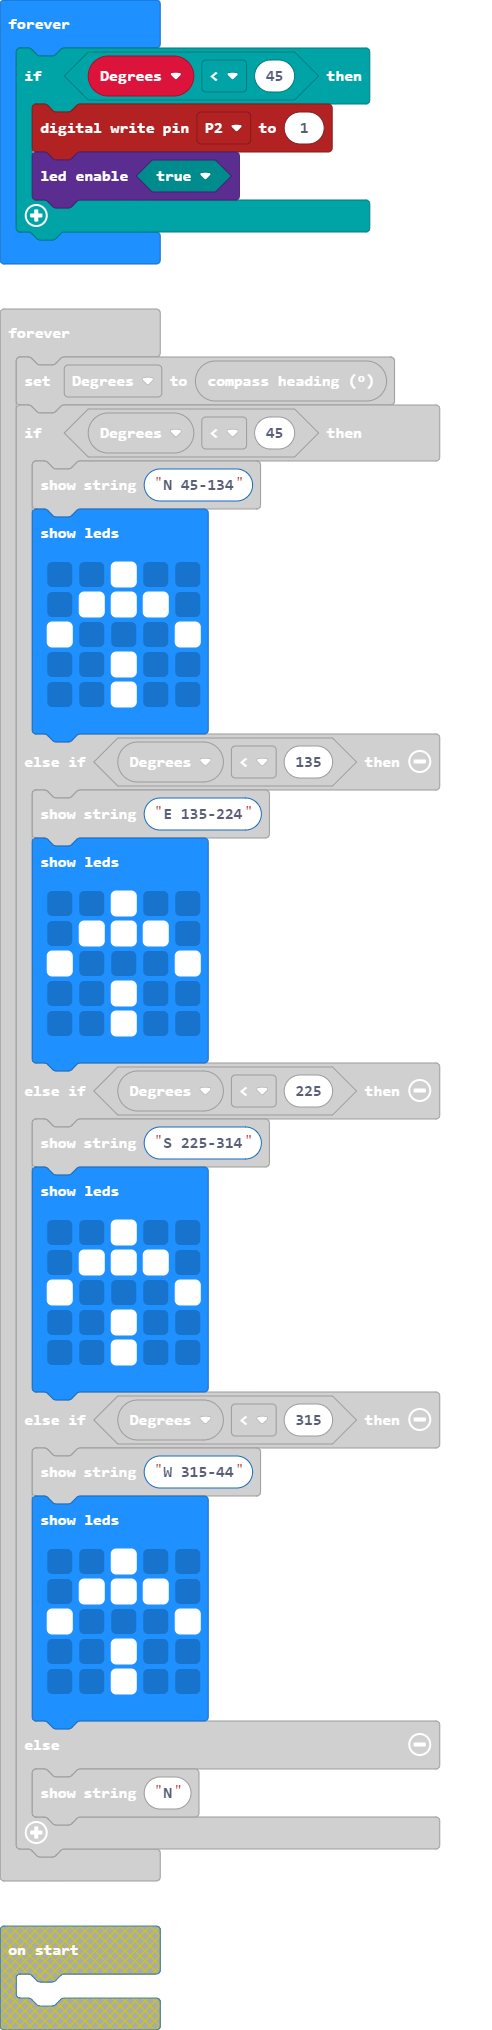 forever
if Degrees < 45 then
digital write pin P2 to 1
led enable true
forever
set Degrees to compass heading (°)
if Degrees < 45 then
show string "N 45-134"
show leds
else if Degrees < 135 then
show string "E 135-224"
show leds
else if Degrees < 225 then
show string "S 225-314"
show leds
else if Degrees < 315 then
show string "W 315-44"
show leds
else
show string "N"
on start